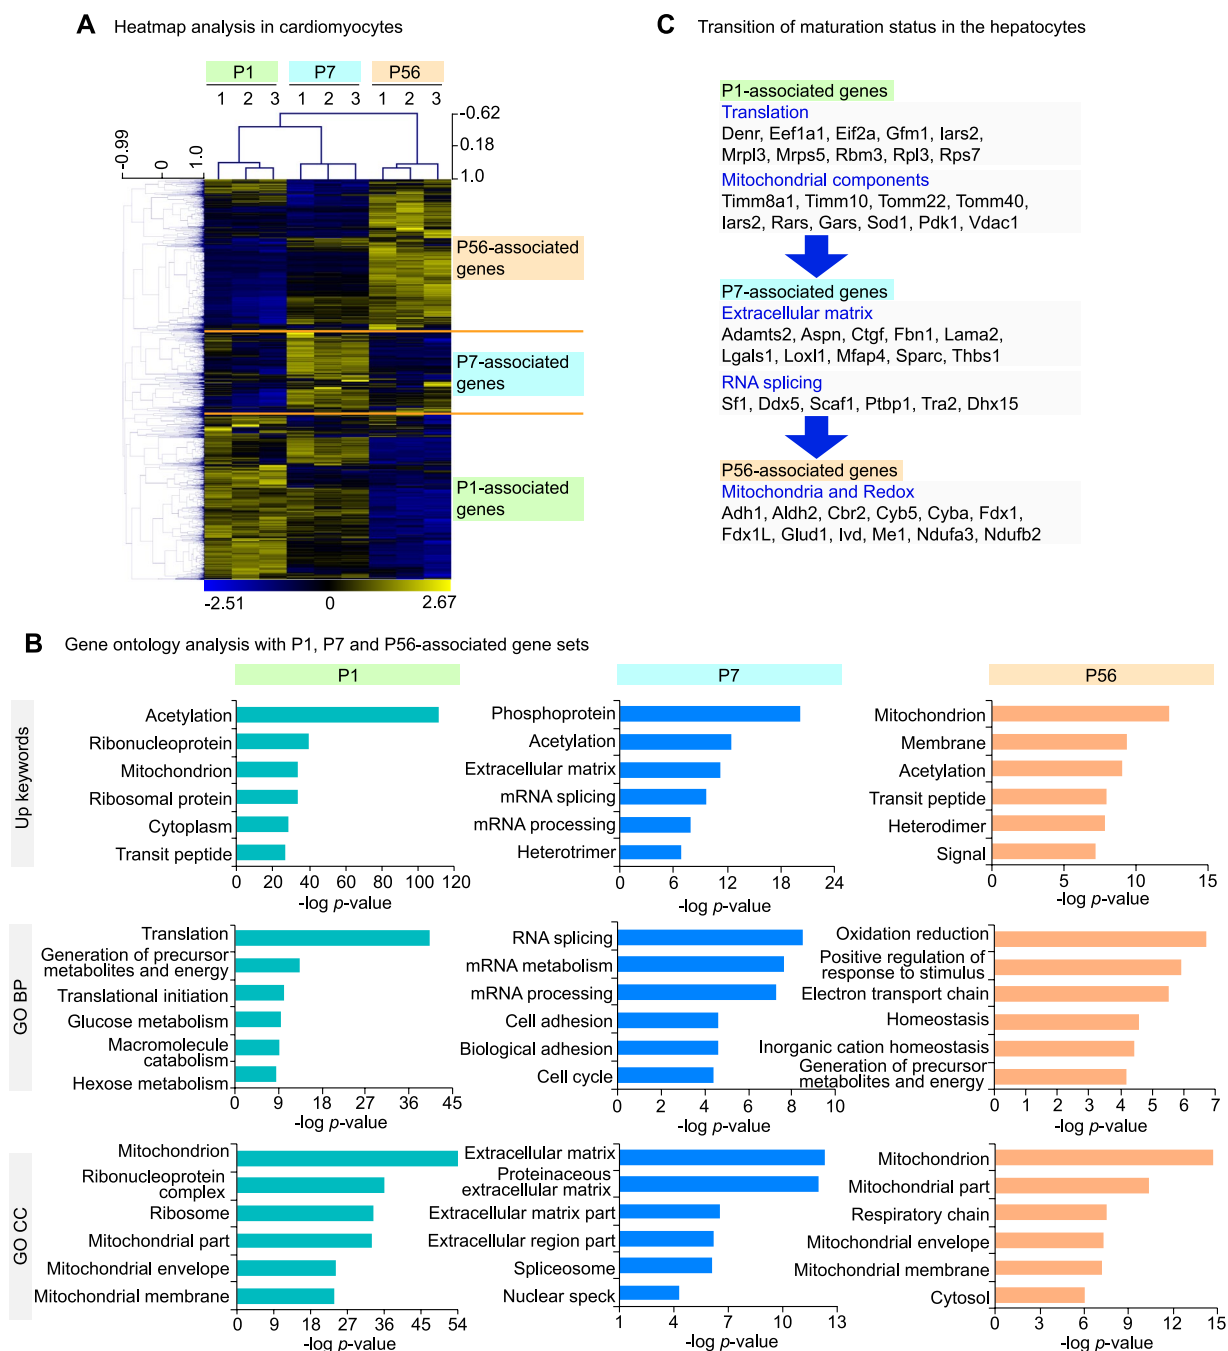 A Heatmap analysis in cardiomyocytes
P1 P7 P56
1 2 3 1 2 3 1 2 3
-0.62
0.18
1.0
-0.99 0 1.0
P56-associated
genes
P7-associated
genes
P1-associated
genes
-2.51 0 2.67
C Transition of maturation status in the hepatocytes
P1-associated genes
Translation
Denr, Eef1a1, Eif2a, Gfm1, Iars2,
Mrpl3, Mrps5, Rbm3, Rpl3, Rps7
Mitochondrial components
Timm8a1, Timm10, Tomm22, Tomm40,
Iars2, Rars, Gars, Sod1, Pdk1, Vdac1
P7-associated genes
Extracellular matrix
Adamts2, Aspn, Ctgf, Fbn1, Lama2,
Lgals1, Loxl1, Mfap4, Sparc, Thbs1
RNA splicing
Sf1, Ddx5, Scaf1, Ptbp1, Tra2, Dhx15
P56-associated genes
Mitochondria and Redox
Adh1, Aldh2, Cbr2, Cyb5, Cyba, Fdx1,
Fdx1L, Glud1, Ivd, Me1, Ndufa3, Ndufb2
B Gene ontology analysis with P1, P7 and P56-associated gene sets
P1
P7
P56
Up keywords
Acetylation
Ribonucleoprotein
Mitochondrion
Ribosomal protein
Cytoplasm
Transit peptide
0 20 40 60 80 100 120
-log p-value
Phosphoprotein
Acetylation
Extracellular matrix
mRNA splicing
mRNA processing
Heterotrimer
0 6 12 18 24
-log p-value
Mitochondrion
Membrane
Acetylation
Transit peptide
Heterodimer
Signal
0 5 10 15
-log p-value
GO BP
Translation
Generation of precursor
metabolites and energy
Translational initiation
Glucose metabolism
Macromolecule
catabolism
Hexose metabolism
0 9 18 27 36 45
-log p-value
RNA splicing
mRNA metabolism
mRNA processing
Cell adhesion
Biological adhesion
Cell cycle
0 2 4 6 8 10
-log p-value
Oxidation reduction
Positive regulation of
response to stimulus
Electron transport chain
Homeostasis
Inorganic cation homeostasis
Generation of precursor
metabolites and energy
0 1 2 3 4 5 6 7
-log p-value
GO CC
Mitochondrion
Ribonucleoprotein
complex
Ribosome
Mitochondrial part
Mitochondrial envelope
Mitochondrial membrane
0 9 18 27 36 45 54
-log p-value
Extracellular matrix
Proteinaceous
extracellular matrix
Extracellular matrix part
Extracellular region part
Spliceosome
Nuclear speck
1 4 7 10 13
-log p-value
Mitochondrion
Mitochondrial part
Respiratory chain
Mitochondrial envelope
Mitochondrial membrane
Cytosol
0 3 6 9 12 15
-log p-value